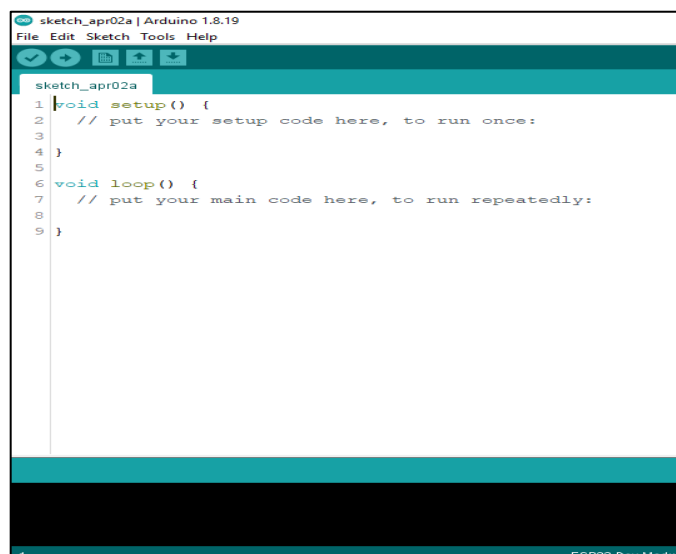 sketch_apr02a | Arduino 1.8.19
File Edit Sketch Tools Help
sketch_apr02a
1 void setup() {
2 // put your setup code here, to run once:
3
4 }
5
6 void loop() {
7 // put your main code here, to run repeatedly:
8
9 }